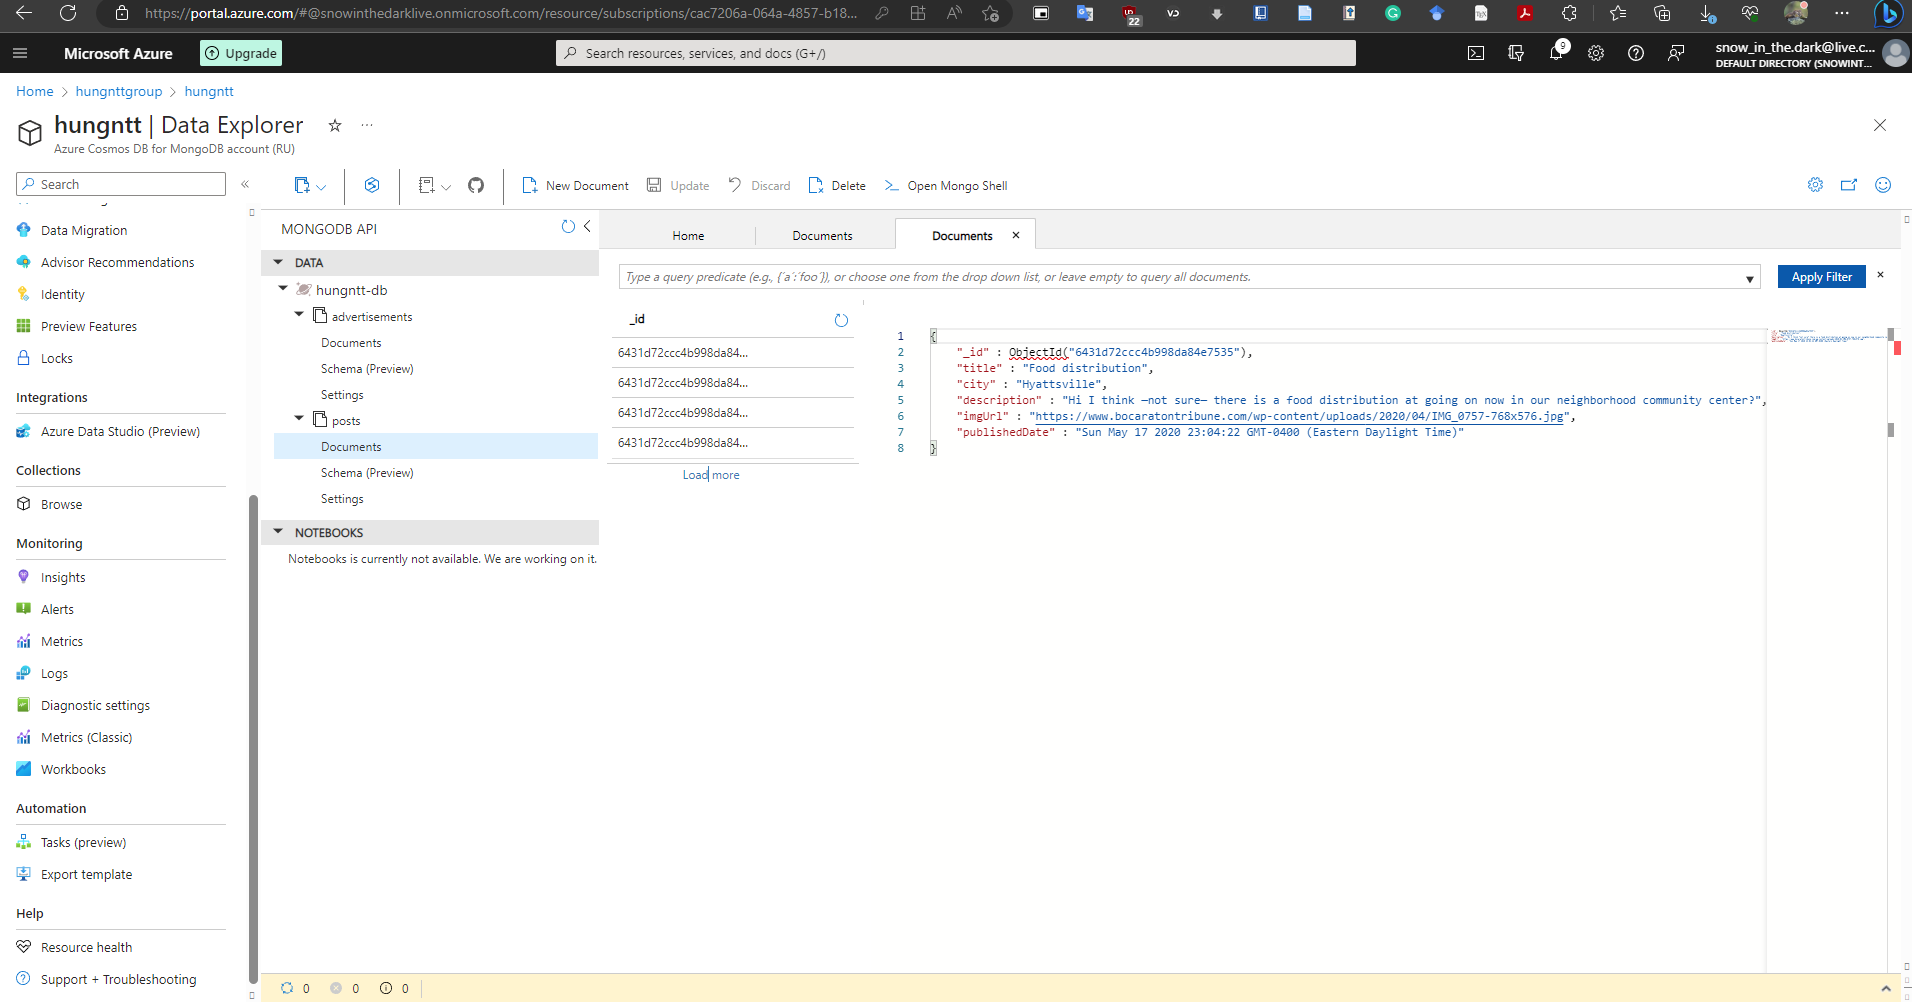 https://portal.azure.com/#@snowinthedarklive.onmicrosoft.com/resource/subscriptions/cac7206a-064a-4857-b18...
22
Microsoft Azure
Upgrade
Search resources, services, and docs (G+/)
9
snow_in_the.dark@live.c...
DEFAULT DIRECTORY (SNOWINT...
Home > hungnttgroup > hungntt
hungntt | Data Explorer
Azure Cosmos DB for MongoDB account (RU)
Search
New Document
Update
Discard
Delete
Open Mongo Shell
Data Migration
Advisor Recommendations
Identity
Preview Features
Locks
Integrations
Azure Data Studio (Preview)
Collections
Browse
Monitoring
Insights
Alerts
Metrics
Logs
Diagnostic settings
Metrics (Classic)
Workbooks
Automation
Tasks (preview)
Export template
Help
Resource health
Support + Troubleshooting
MONGODB API
DATA
hungntt-db
advertisements
Documents
Schema (Preview)
Settings
posts
Documents
Schema (Preview)
Settings
NOTEBOOKS
Notebooks is currently not available. We are working on it.
Home
Documents
Documents
Type a query predicate (e.g., {´a´:´foo´}), or choose one from the drop down list, or leave empty to query all documents.
Apply Filter
_id
6431d72ccc4b998da84...
6431d72ccc4b998da84...
6431d72ccc4b998da84...
6431d72ccc4b998da84...
Load more
1 {
2 "_id" : ObjectId("6431d72ccc4b998da84e7535"),
3 "title" : "Food distribution",
4 "city" : "Hyattsville",
5 "description" : "Hi I think —not sure— there is a food distribution at going on now in our neighborhood community center?",
6 "imgUrl" : "https://www.bocaratontribune.com/wp-content/uploads/2020/04/IMG_0757-768x576.jpg",
7 "publishedDate" : "Sun May 17 2020 23:04:22 GMT-0400 (Eastern Daylight Time)"
8 }
0
0
0